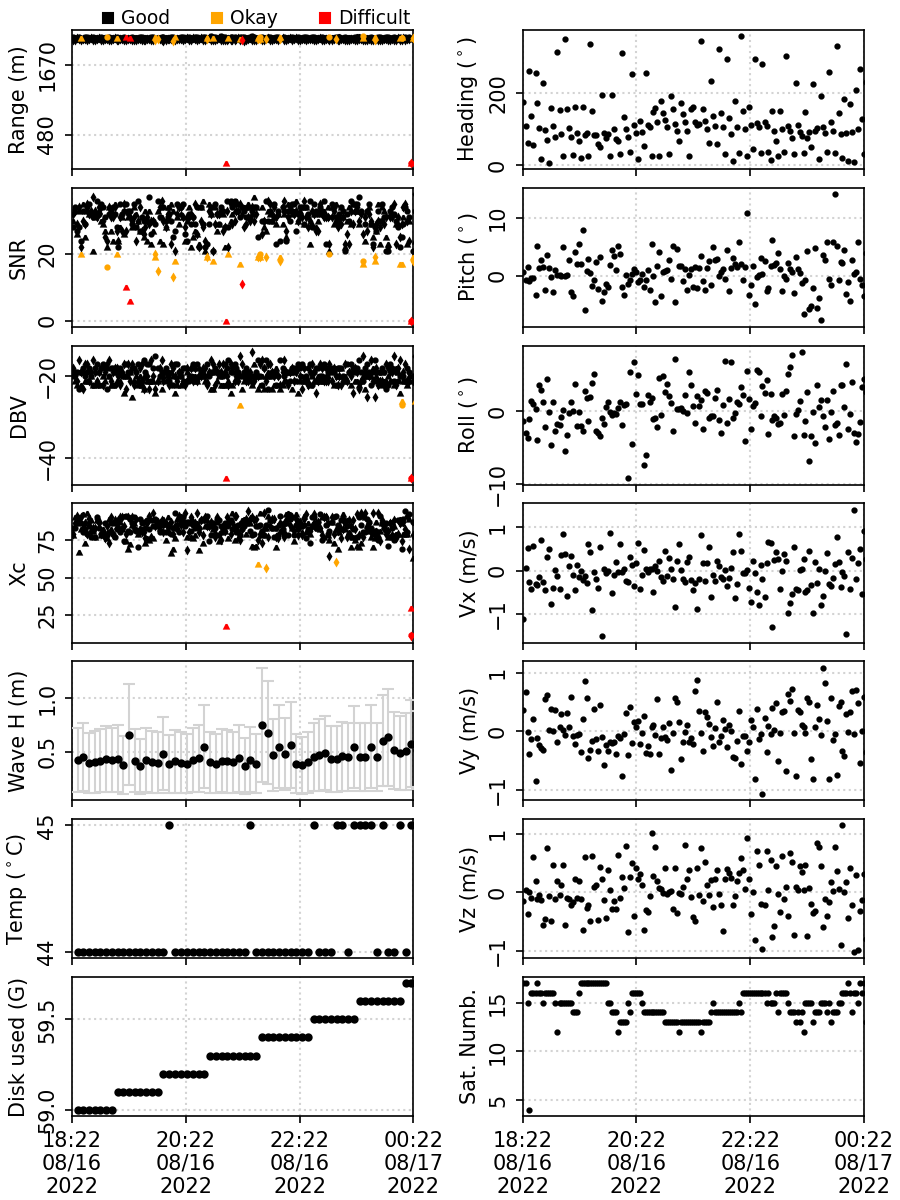 Good Okay Difficult
Range (m)
1670
480
Heading (°)
200
0
SNR
20
0
Pitch (°)
10
0
DBV
−20
−40
Roll (°)
0
−10
Xc
75
50
25
Vx (m/s)
1
0
−1
Wave H (m)
1.0
0.5
Vy (m/s)
1
0
−1
Temp (°C)
45
44
Vz (m/s)
1
0
−1
Disk used (G)
59.5
59.0
Sat. Numb.
15
10
5
18:22 20:22 22:22 00:22
08/16 08/16 08/16 08/17
2022 2022 2022 2022
18:22 20:22 22:22 00:22
08/16 08/16 08/16 08/17
2022 2022 2022 2022